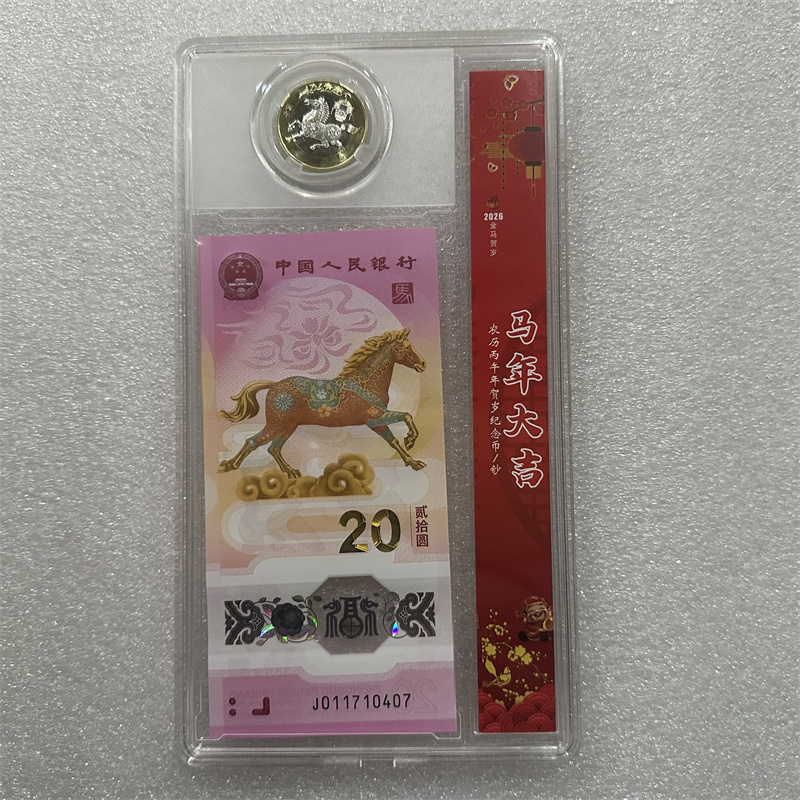 中国人民银行
馬
20
贰拾圆
福
J011710407
2026
金马贺岁
马年大吉
农历丙午年贺岁纪念币/钞